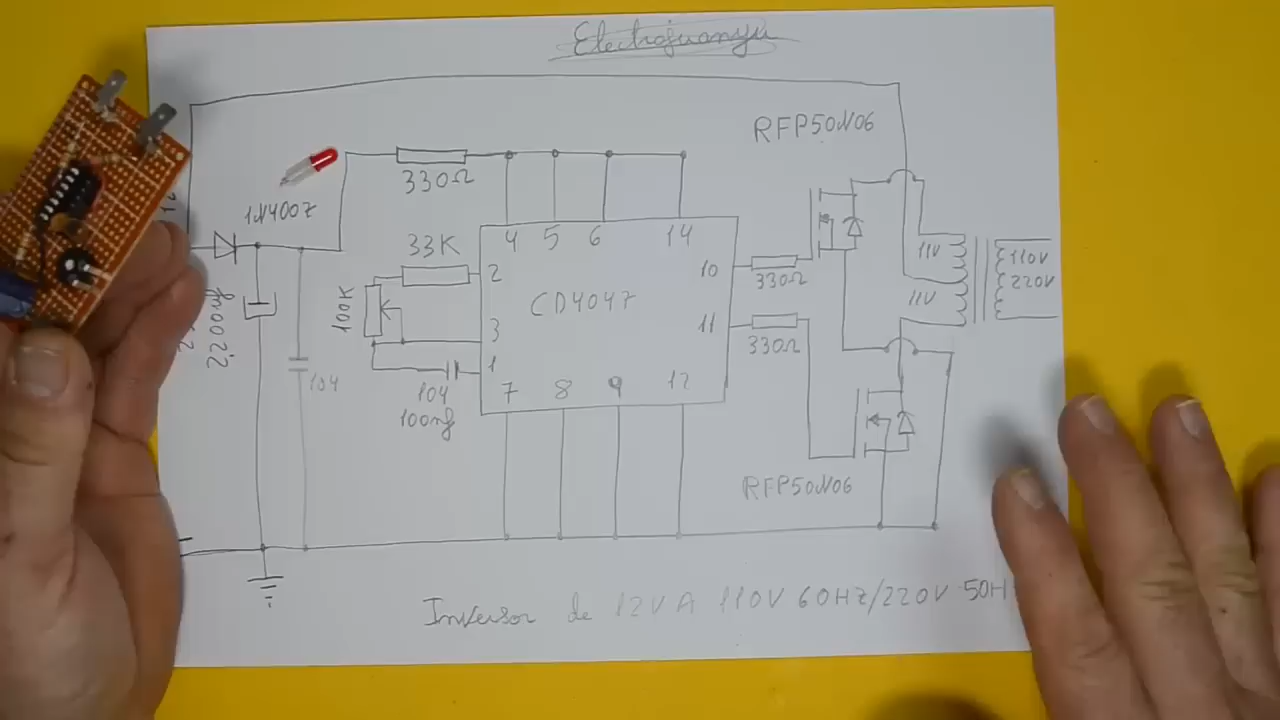 Electrojuanyu
RFP50N06
330Ω
1N4007
4 5 6 14
33K
2
10
330Ω
11V
110V
220V
11V
100K
CD4047
3
11
330Ω
2200mf
104
1
104
100nf
7 8 9 12
RFP50N06
Inversor de 12V A 110V 60HZ/220V 50H